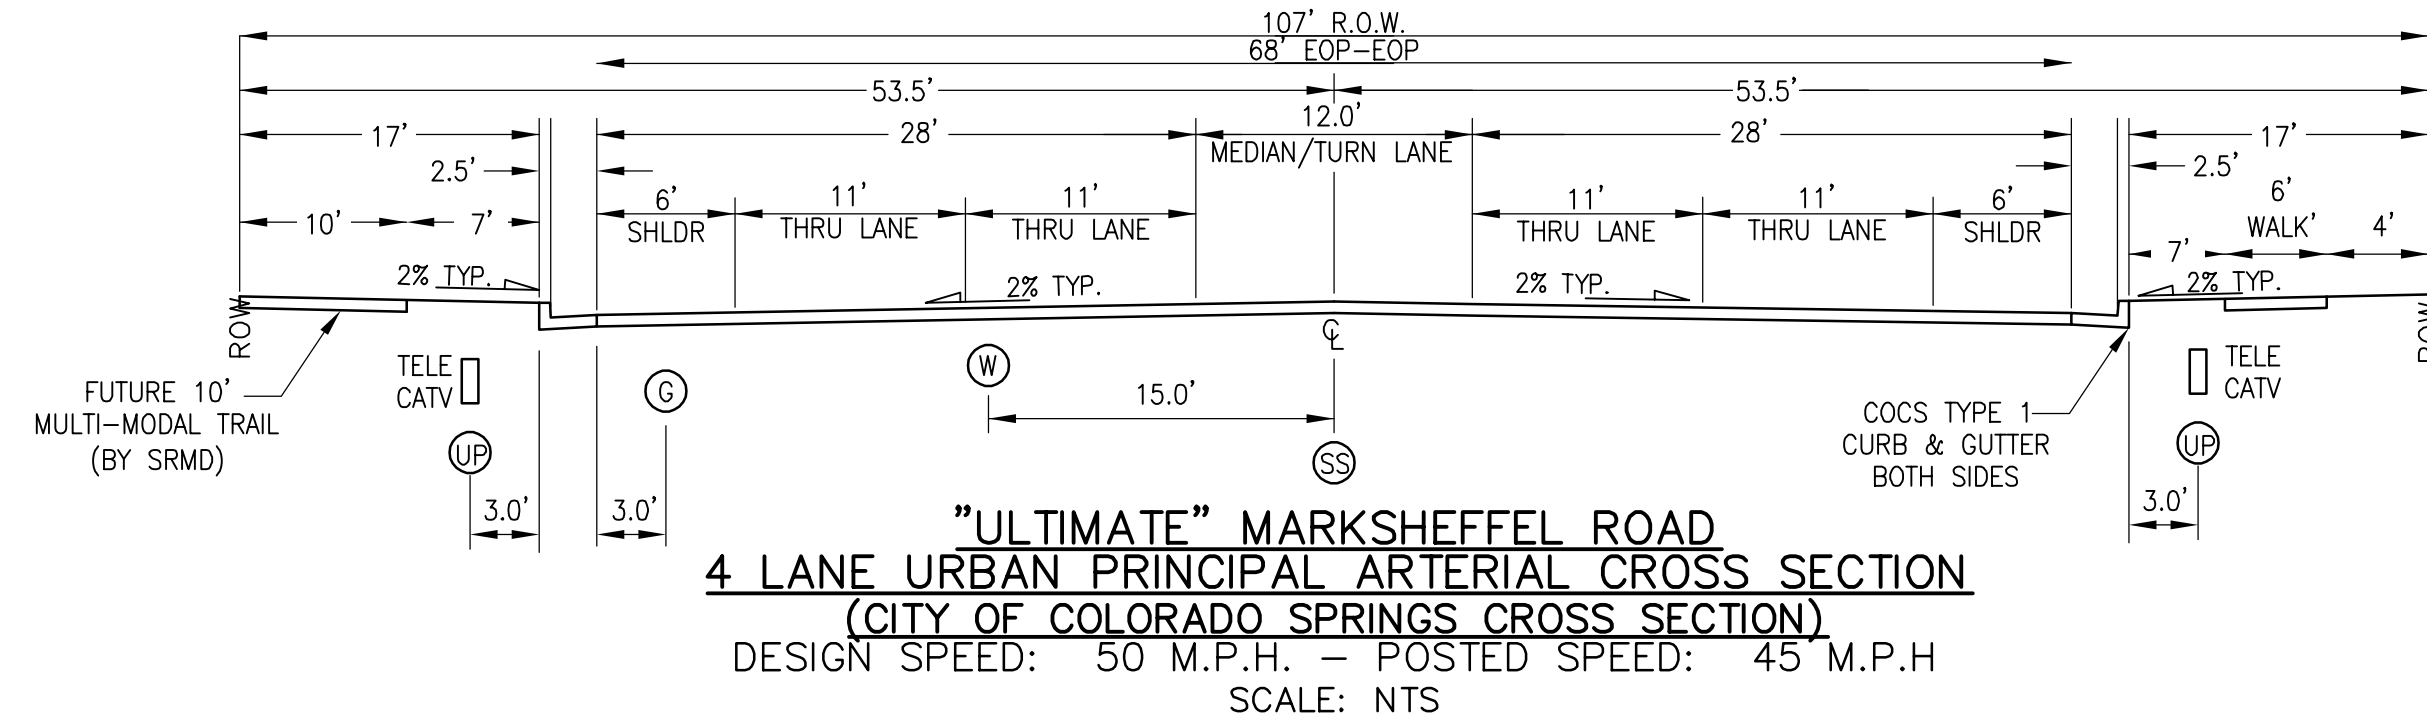 107' R.O.W.
68' EOP-EOP
53.5' 53.5'
17' 28' 12.0' 28' 17'
MEDIAN/TURN LANE
2.5' 2.5'
6' 11' 11' 11' 11' 6' 6'
SHLDR THRU LANE THRU LANE THRU LANE THRU LANE SHLDR WALK'
10' 7' 7' 4'
2% TYP. 2% TYP. 2% TYP. 2% TYP.
ROW ROW
℄
TELE
CATV
G
W
15.0'
TELE
CATV
FUTURE 10'
MULTI-MODAL TRAIL
(BY SRMD)
COCS TYPE 1
CURB & GUTTER
BOTH SIDES
UP SS UP
3.0' 3.0' 3.0'
"ULTIMATE" MARKSHEFFEL ROAD
4 LANE URBAN PRINCIPAL ARTERIAL CROSS SECTION
(CITY OF COLORADO SPRINGS CROSS SECTION)
DESIGN SPEED: 50 M.P.H. - POSTED SPEED: 45 M.P.H
SCALE: NTS